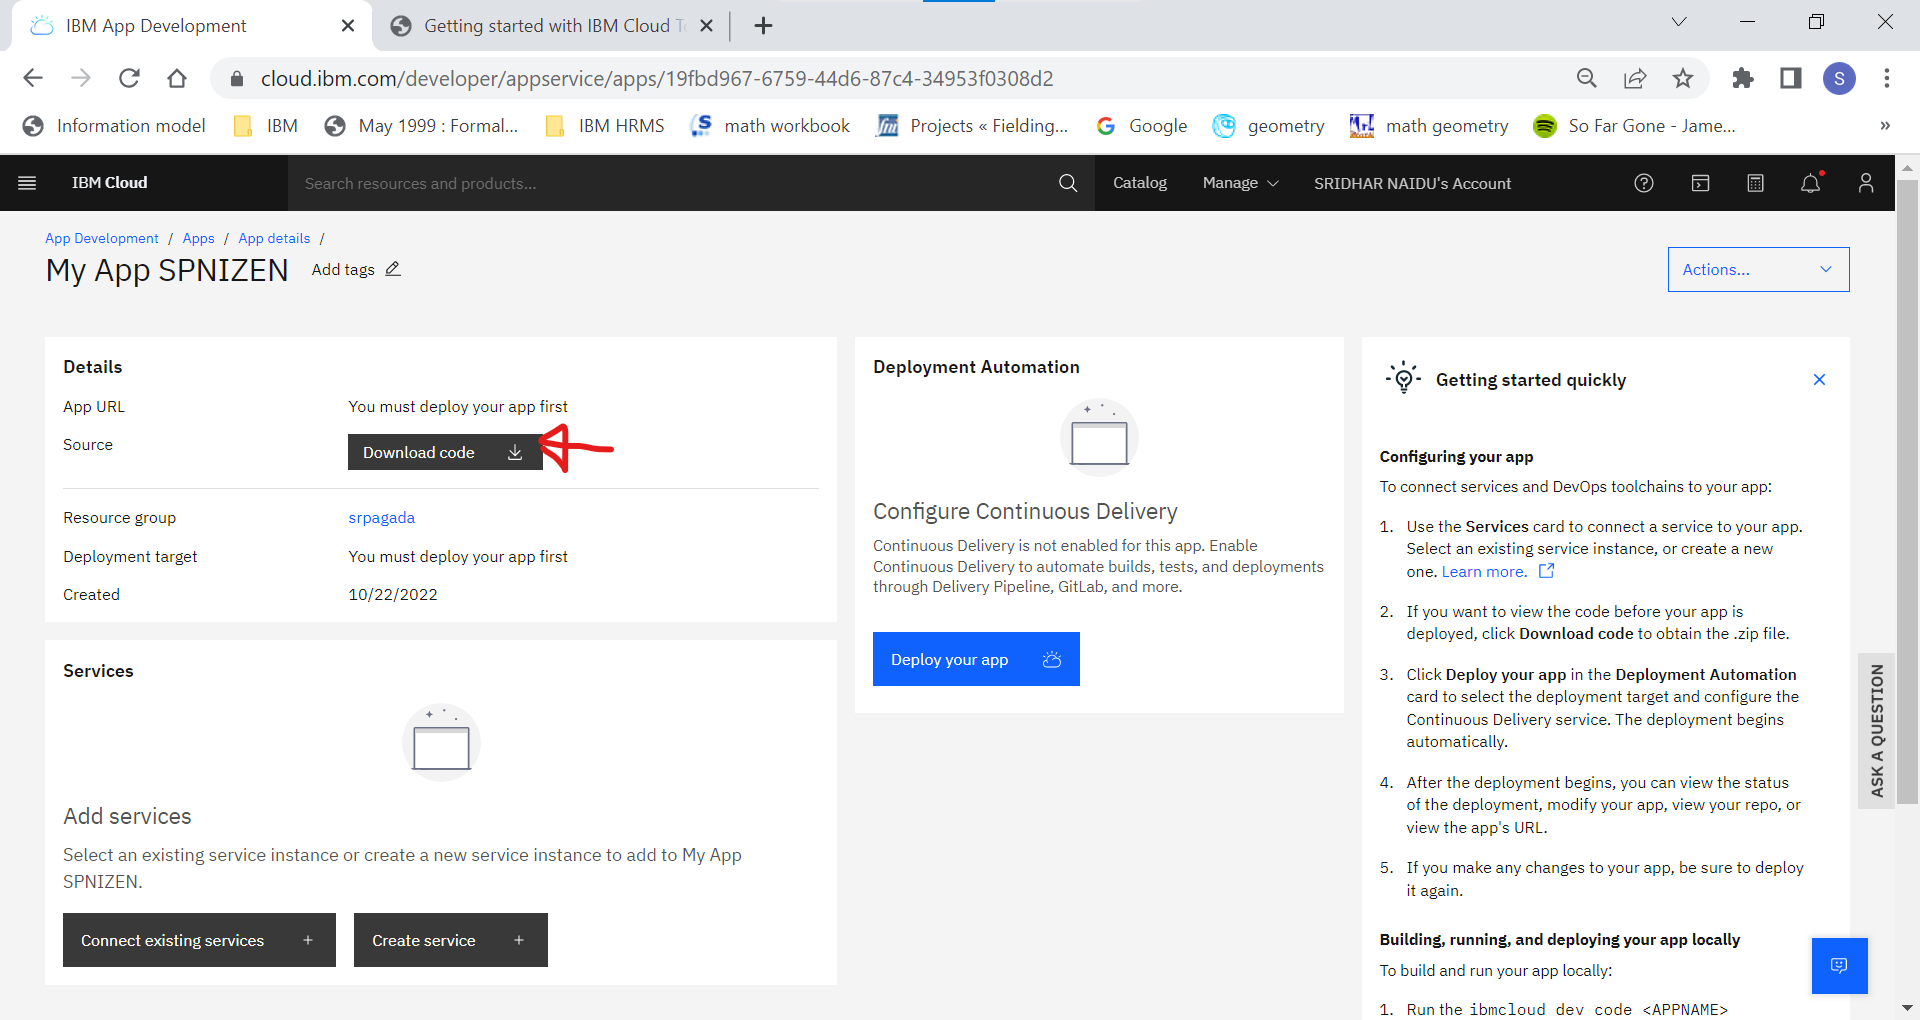 IBM App Development
Getting started with IBM Cloud
cloud.ibm.com/developer/appservice/apps/19fbd967-6759-44d6-87c4-34953f0308d2
S
Information model
IBM
May 1999 : Formal...
IBM HRMS
math workbook
Projects « Fielding...
Google
geometry
math geometry
So Far Gone - Jame...
»
IBM Cloud
Search resources and products...
Catalog
Manage
SRIDHAR NAIDU's Account
App Development / Apps / App details /
My App SPNIZEN
Add tags
Actions...
Details
App URL
You must deploy your app first
Source
Download code
Resource group
srpagada
Deployment target
You must deploy your app first
Created
10/22/2022
Services
Add services
Select an existing service instance or create a new service instance to add to My App
SPNIZEN.
Connect existing services +
Create service +
Deployment Automation
Configure Continuous Delivery
Continuous Delivery is not enabled for this app. Enable
Continuous Delivery to automate builds, tests, and deployments
through Delivery Pipeline, GitLab, and more.
Deploy your app
Getting started quickly
Configuring your app
To connect services and DevOps toolchains to your app:
1. Use the Services card to connect a service to your app.
Select an existing service instance, or create a new
one. Learn more.
2. If you want to view the code before your app is
deployed, click Download code to obtain the .zip file.
3. Click Deploy your app in the Deployment Automation
card to select the deployment target and configure the
Continuous Delivery service. The deployment begins
automatically.
4. After the deployment begins, you can view the status
of the deployment, modify your app, view your repo, or
view the app's URL.
5. If you make any changes to your app, be sure to deploy
it again.
Building, running, and deploying your app locally
To build and run your app locally:
1. Run the ibmcloud dev code <APPNAME>
ASK A QUESTION